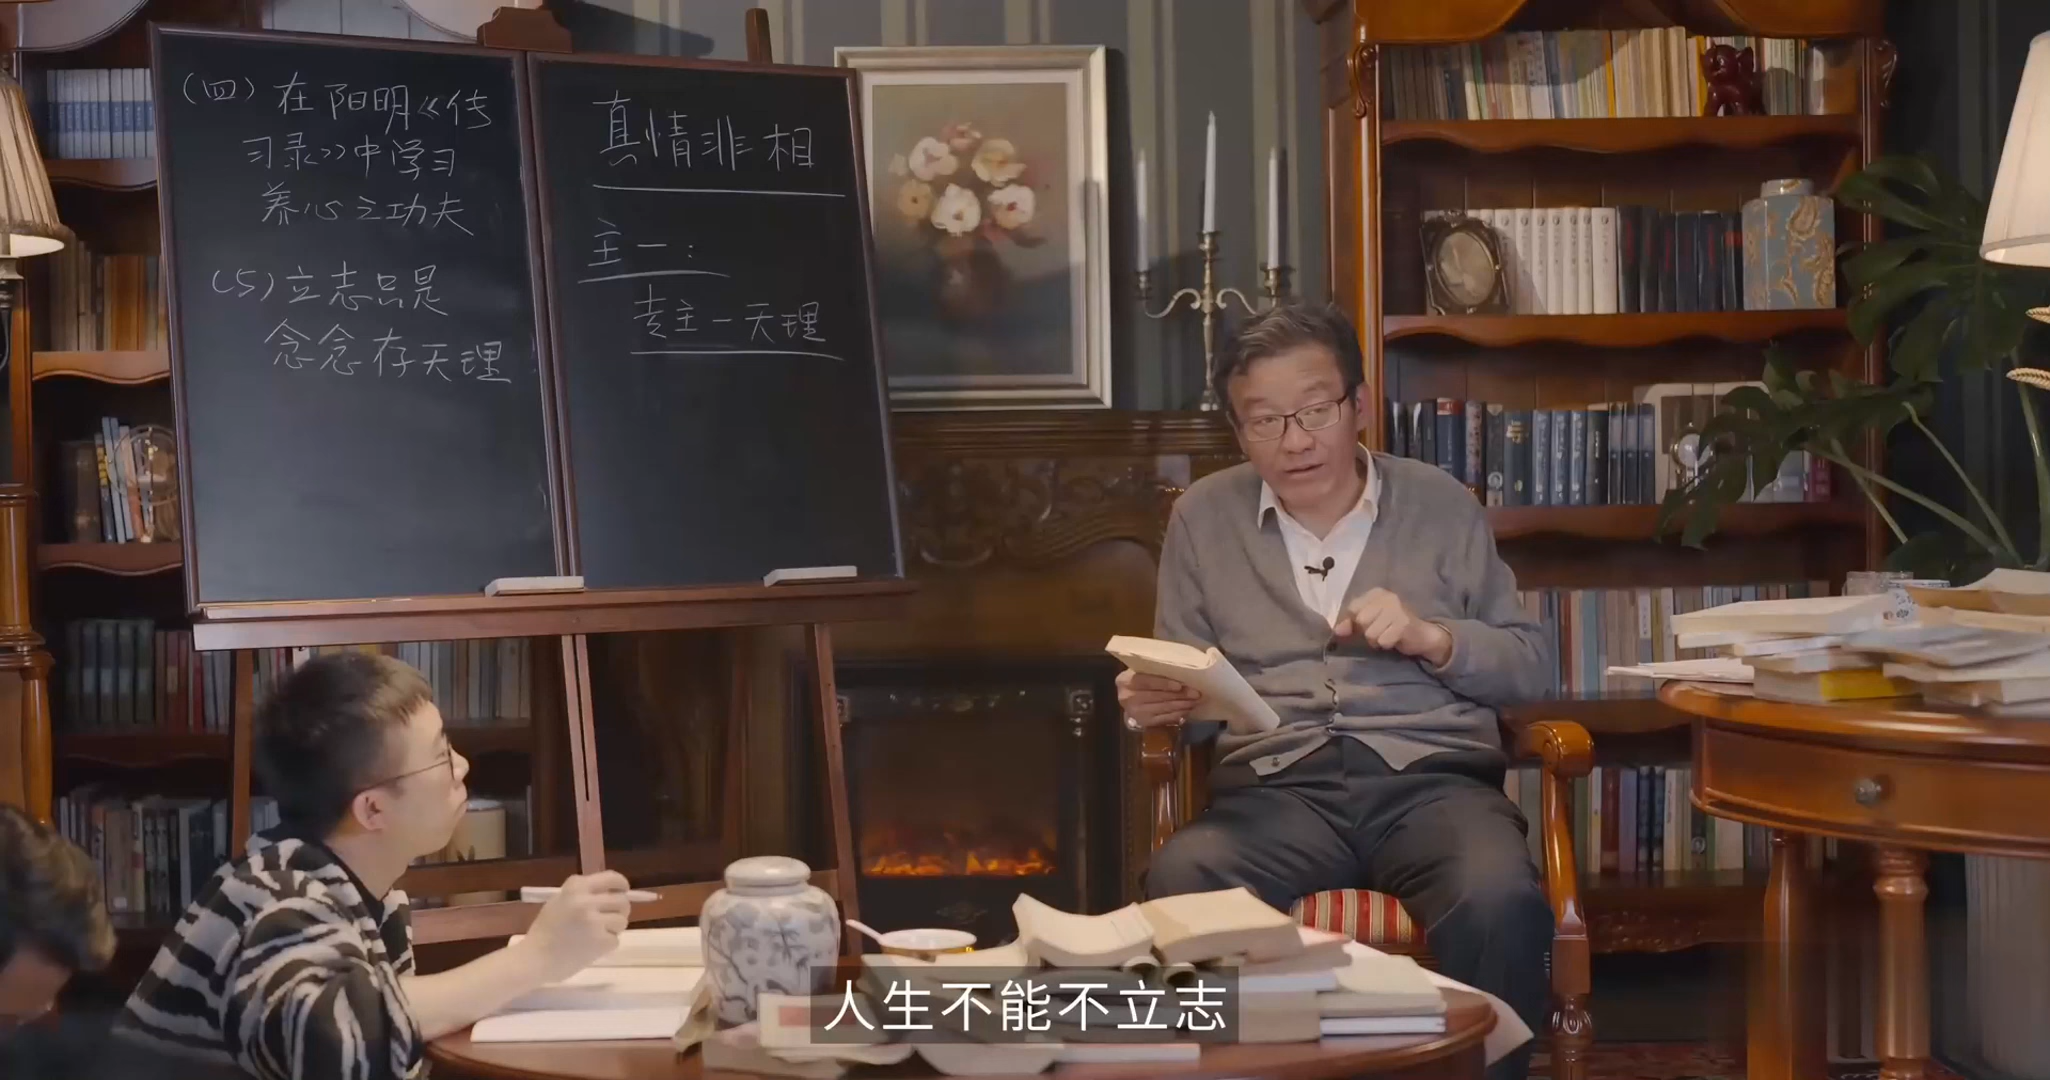 (四) 在阳明《传
习录》中学习
养心之功夫
(5) 立志只是
念念存天理
真情非相
主一：
专主一天理
人生不能不立志